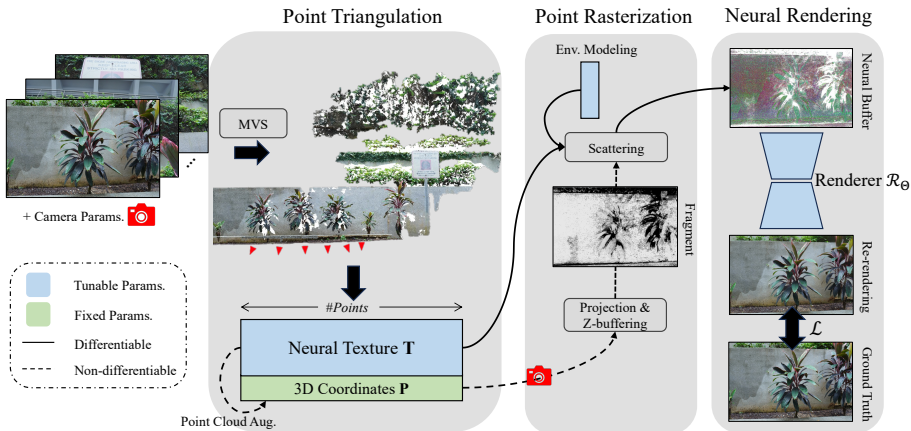 Point Triangulation
Point Rasterization
Neural Rendering
Env. Modeling
MVS
Scattering
Neural Buffer
Renderer 𝓡_Θ
+ Camera Params.
Fragment
Re-rendering
Tunable Params.
Fixed Params.
Differentiable
Non-differentiable
#Points
Projection &
Z-buffering
𝓛
Neural Texture T
3D Coordinates P
Ground Truth
Point Cloud Aug.